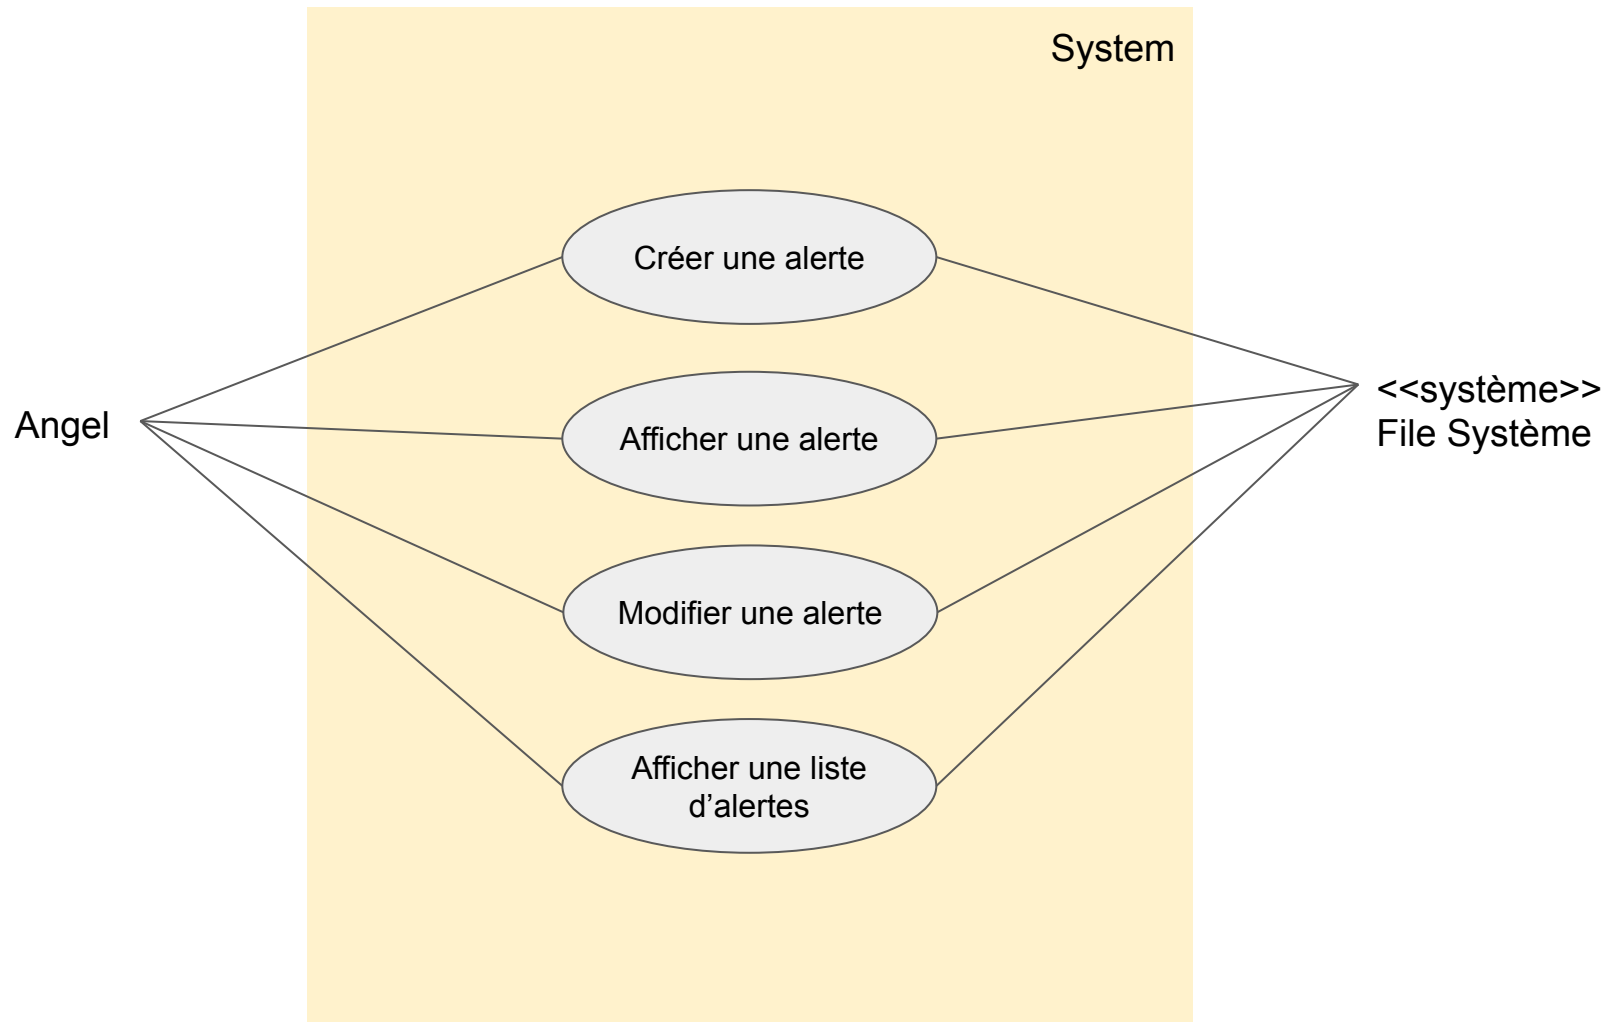 System
Créer une alerte
Afficher une alerte
Modifier une alerte
Afficher une liste
d’alertes
Angel
<<système>>
File Système